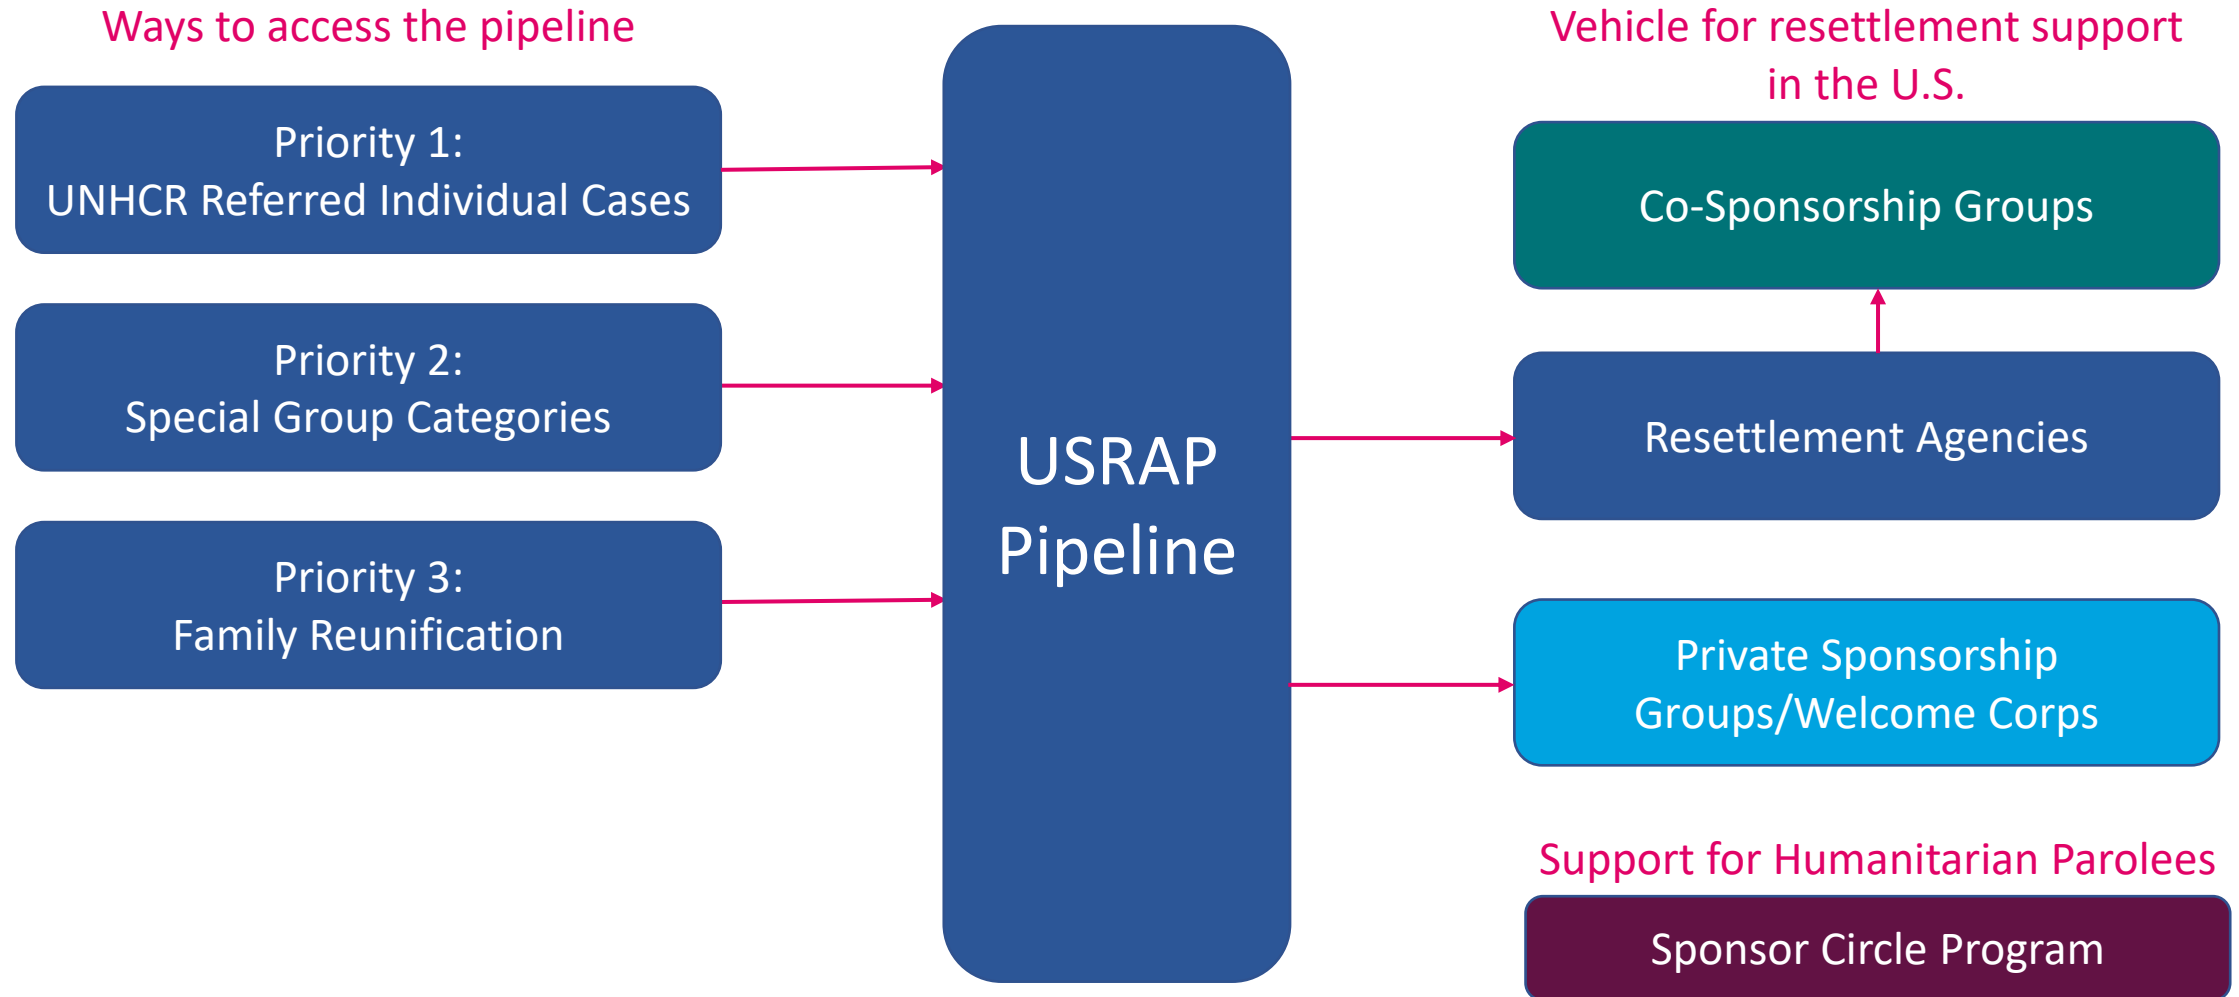 Ways to access the pipeline
Priority 1:
UNHCR Referred Individual Cases
Priority 2:
Special Group Categories
Priority 3:
Family Reunification
USRAP
Pipeline
Vehicle for resettlement support
in the U.S.
Co-Sponsorship Groups
Resettlement Agencies
Private Sponsorship
Groups/Welcome Corps
Support for Humanitarian Parolees
Sponsor Circle Program